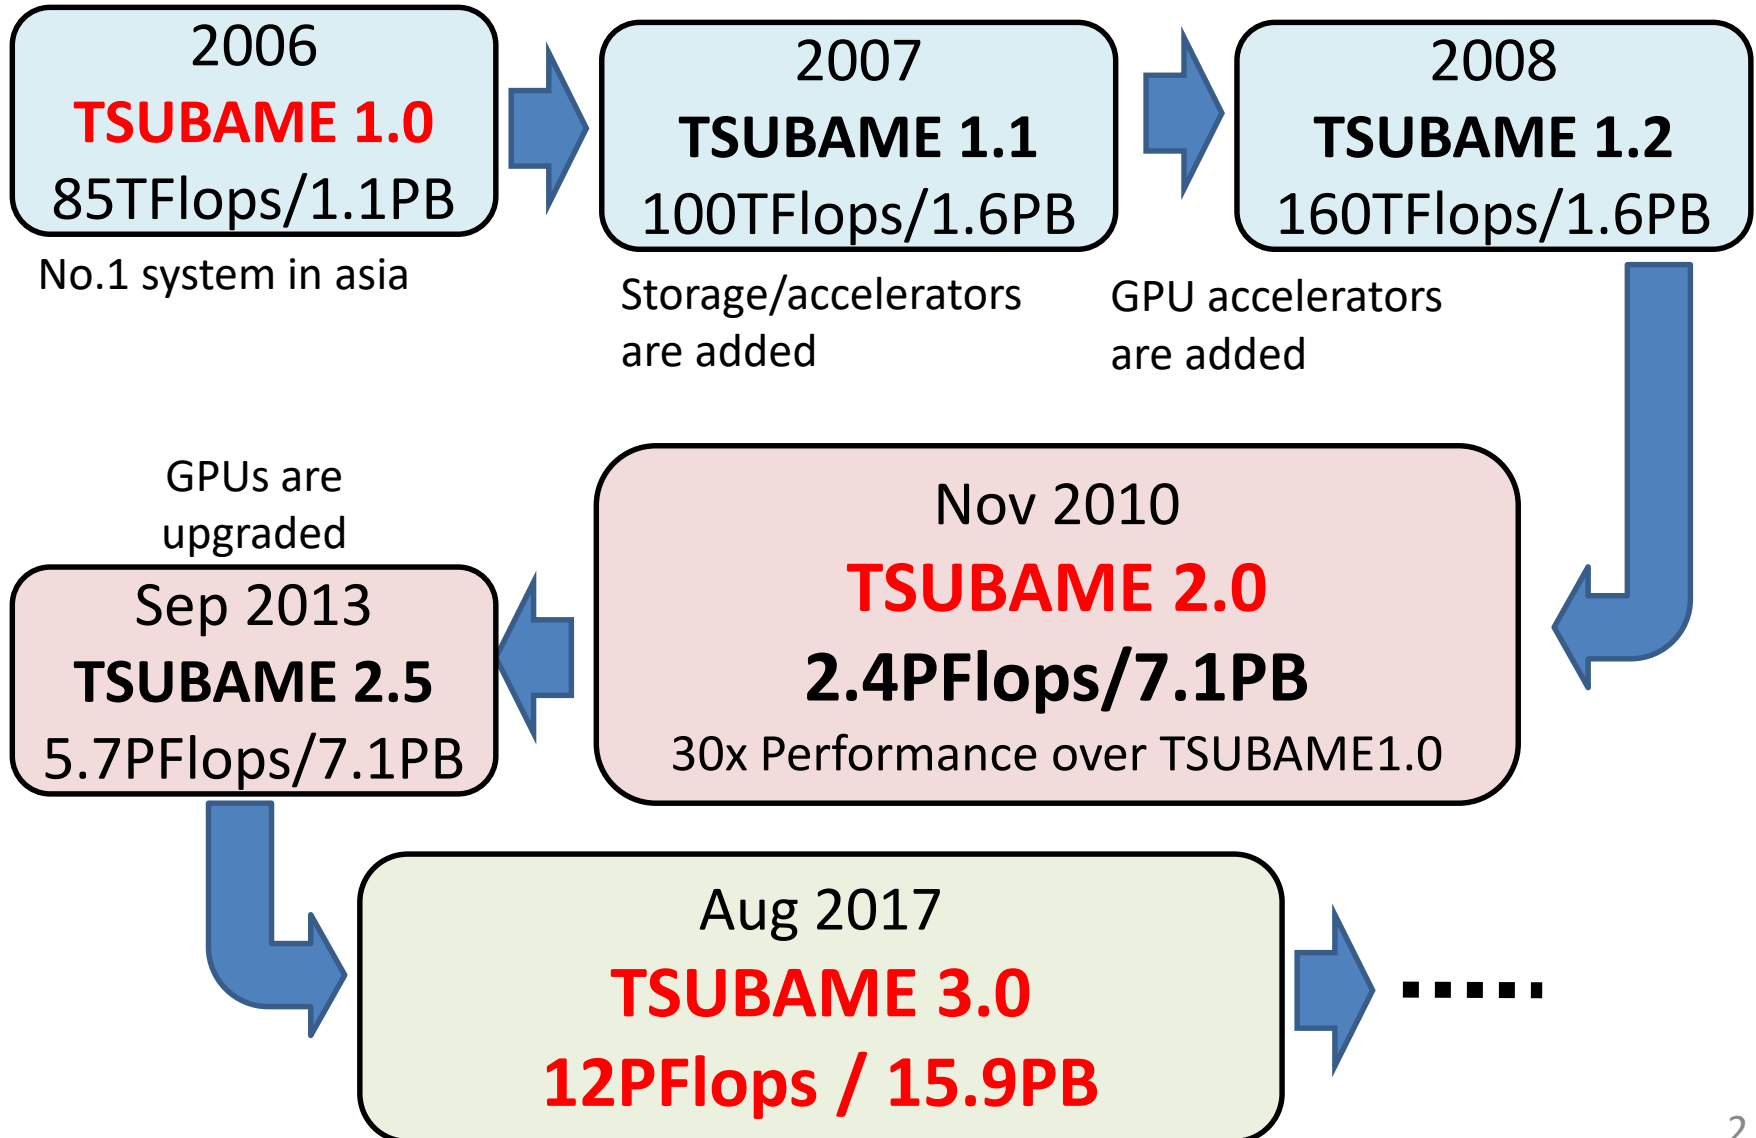 2006
TSUBAME 1.0
85TFlops/1.1PB
No.1 system in asia
2007
TSUBAME 1.1
100TFlops/1.6PB
Storage/accelerators
are added
2008
TSUBAME 1.2
160TFlops/1.6PB
GPU accelerators
are added
Nov 2010
TSUBAME 2.0
2.4PFlops/7.1PB
30x Performance over TSUBAME1.0
GPUs are
upgraded
Sep 2013
TSUBAME 2.5
5.7PFlops/7.1PB
Aug 2017
TSUBAME 3.0
12PFlops / 15.9PB
2